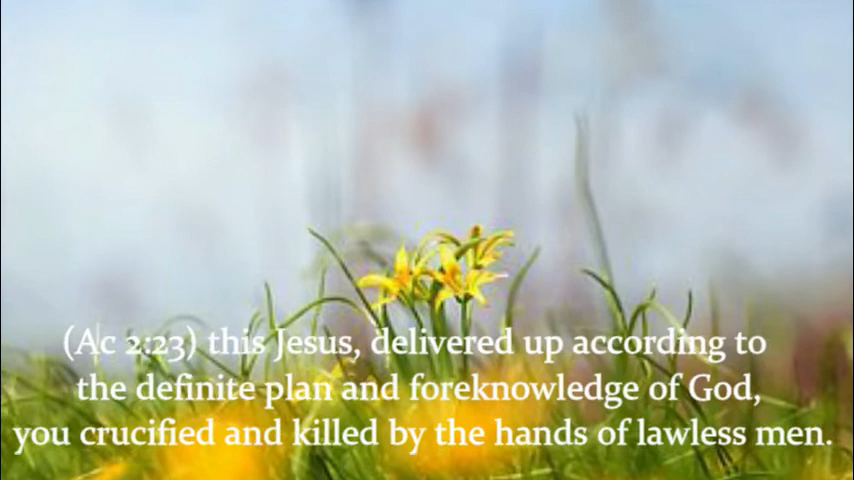 (Ac 2:23) this Jesus, delivered up according to
the definite plan and foreknowledge of God,
you crucified and killed by the hands of lawless men.